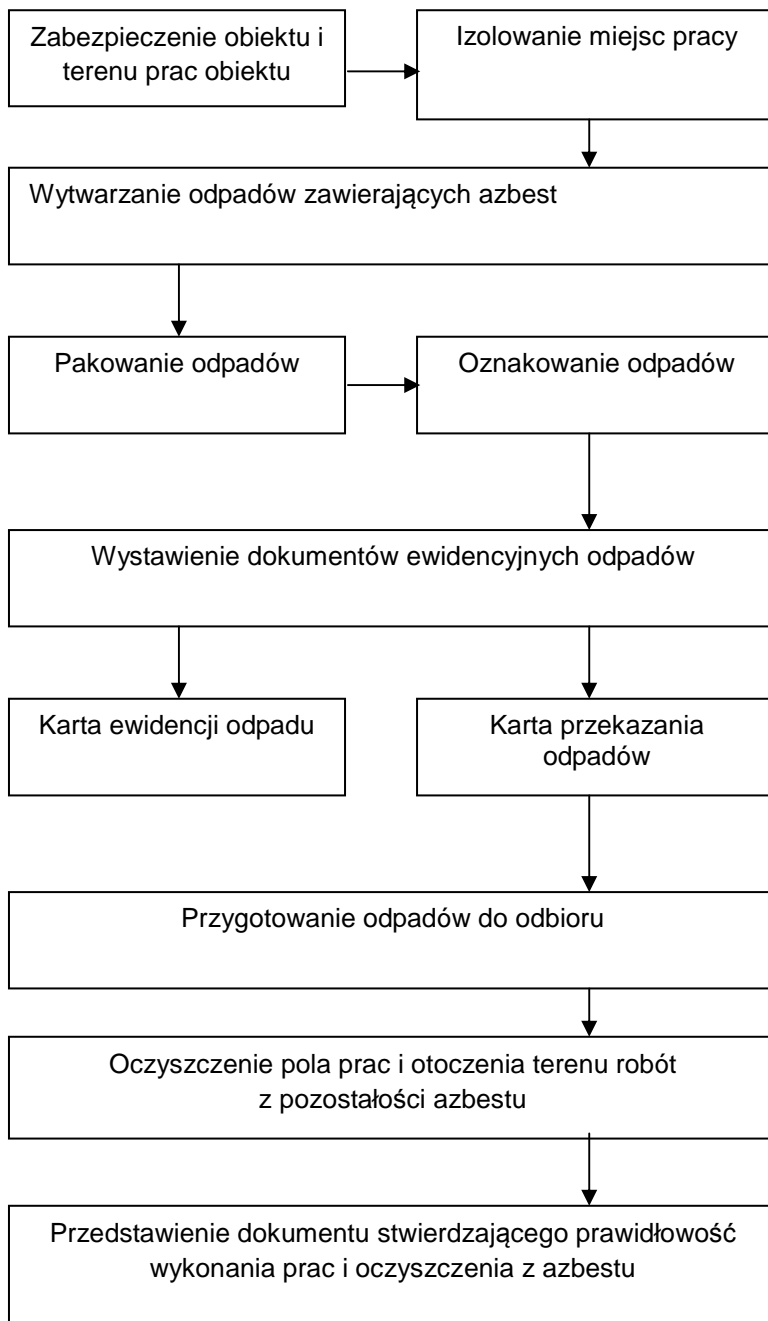 Zabezpieczenie obiektu i
terenu prac obiektu
Izolowanie miejsc pracy
Wytwarzanie odpadów zawierających azbest
Pakowanie odpadów
Oznakowanie odpadów
Wystawienie dokumentów ewidencyjnych odpadów
Karta ewidencji odpadu
Karta przekazania
odpadów
Przygotowanie odpadów do odbioru
Oczyszczenie pola prac i otoczenia terenu robót
z pozostałości azbestu
Przedstawienie dokumentu stwierdzającego prawidłowość
wykonania prac i oczyszczenia z azbestu